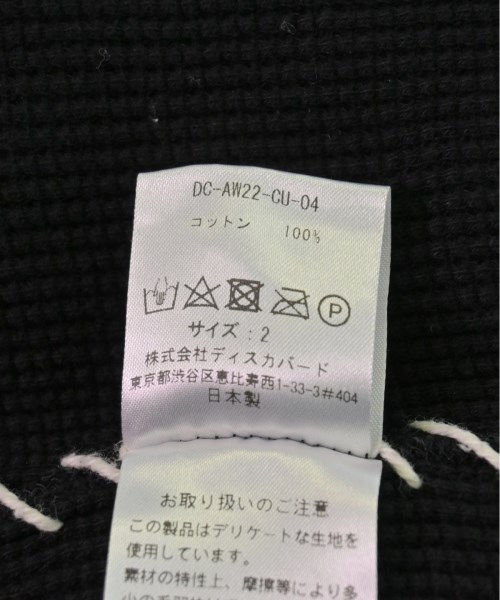 DC-AW22-CU-04
コットン 100%
P
サイズ：2
株式会社ディスカバード
東京都渋谷区恵比寿西1-33-3#404
日本製
お取り扱いのご注意
この製品はデリケートな生地を
使用しています。
素材の特性上、摩擦等により多